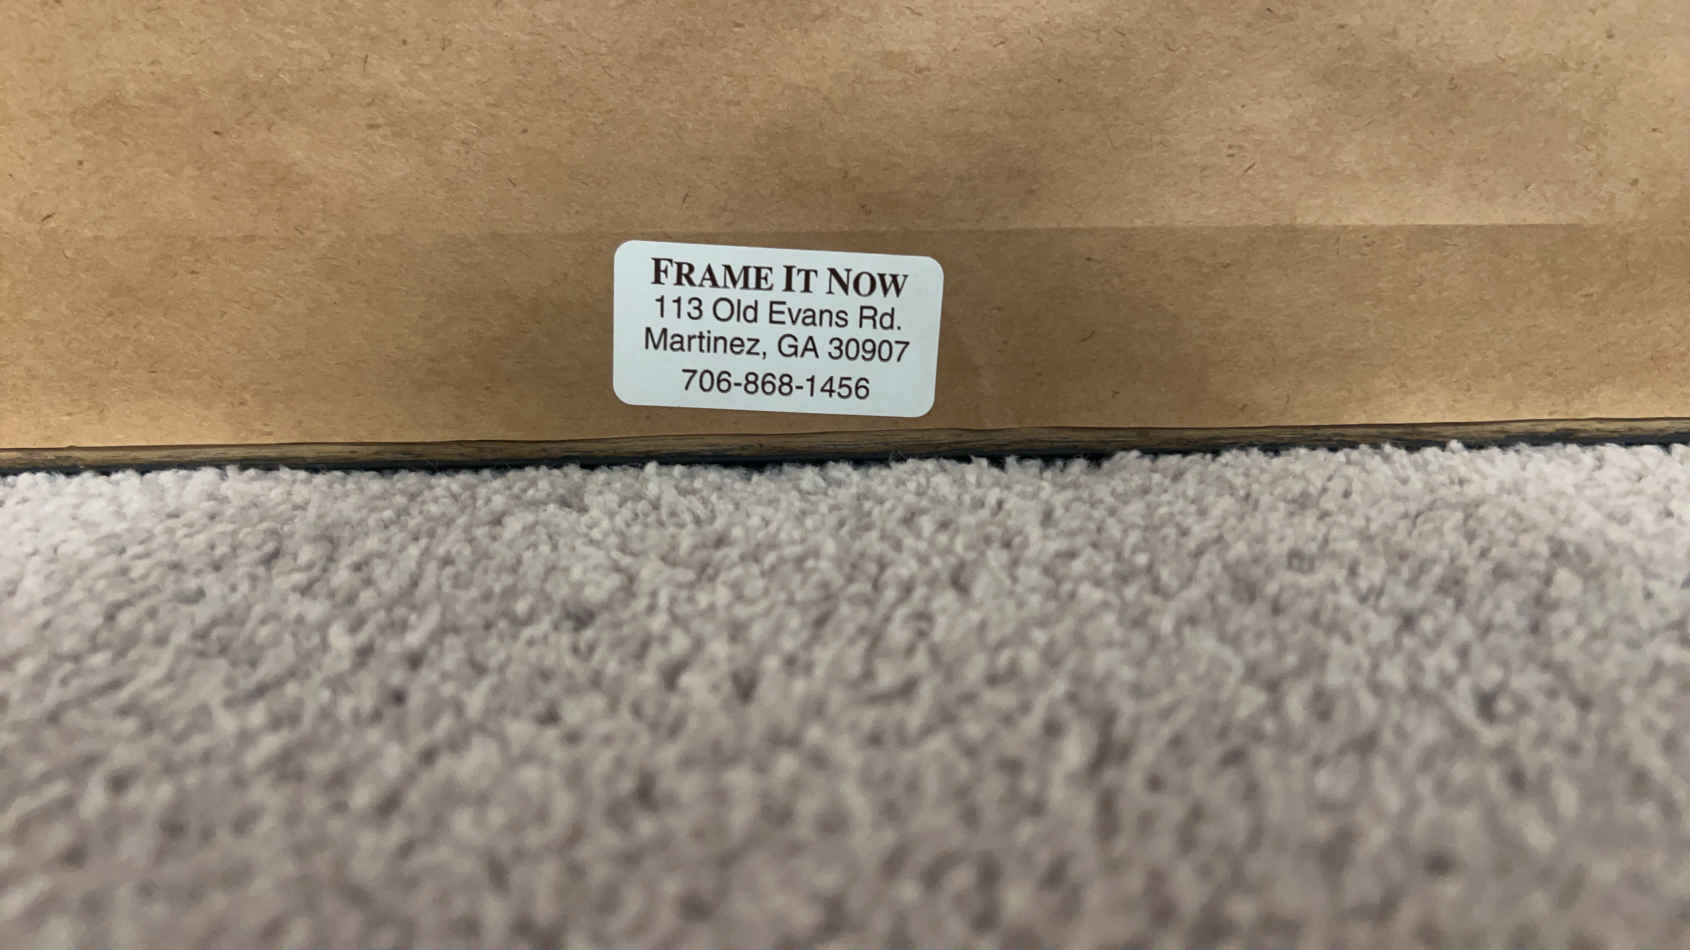 FRAME IT NOW
113 Old Evans Rd.
Martinez, GA 30907
706-868-1456